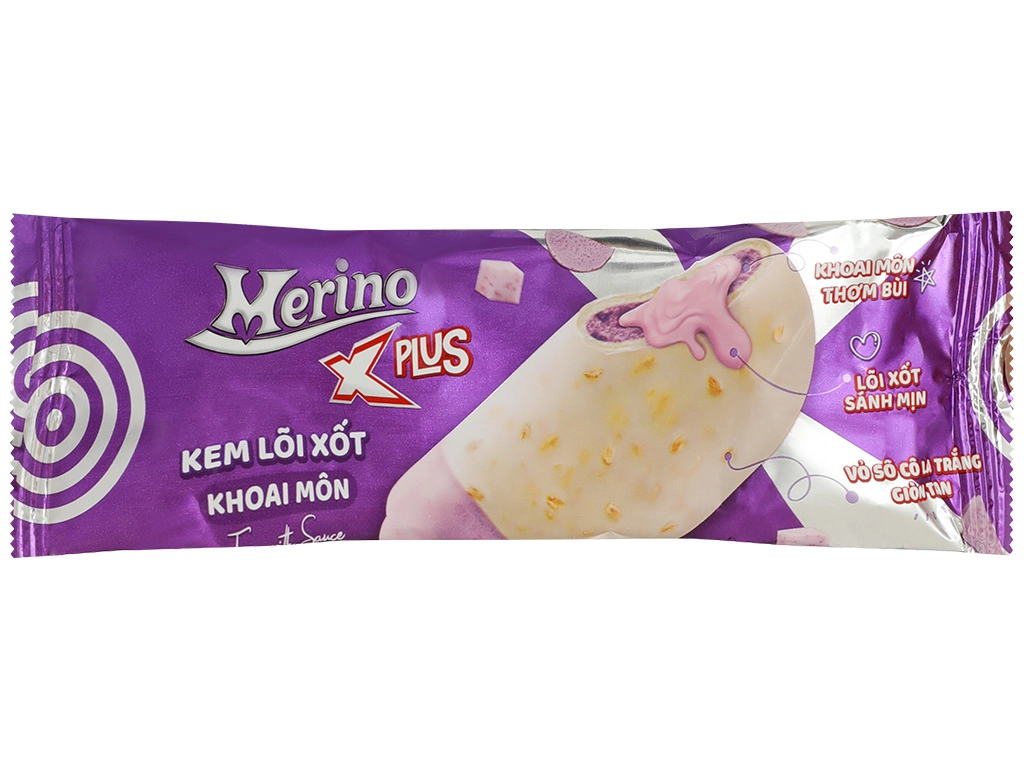 Merino
X PLUS
KEM LÕI XỐT
KHOAI MÔN
Sauce
KHOAI MÔN
THƠM BÙI
LÕI XỐT
SÁNH MỊN
VỎ SÔ CÔ LA TRẮNG
GIÒN TAN